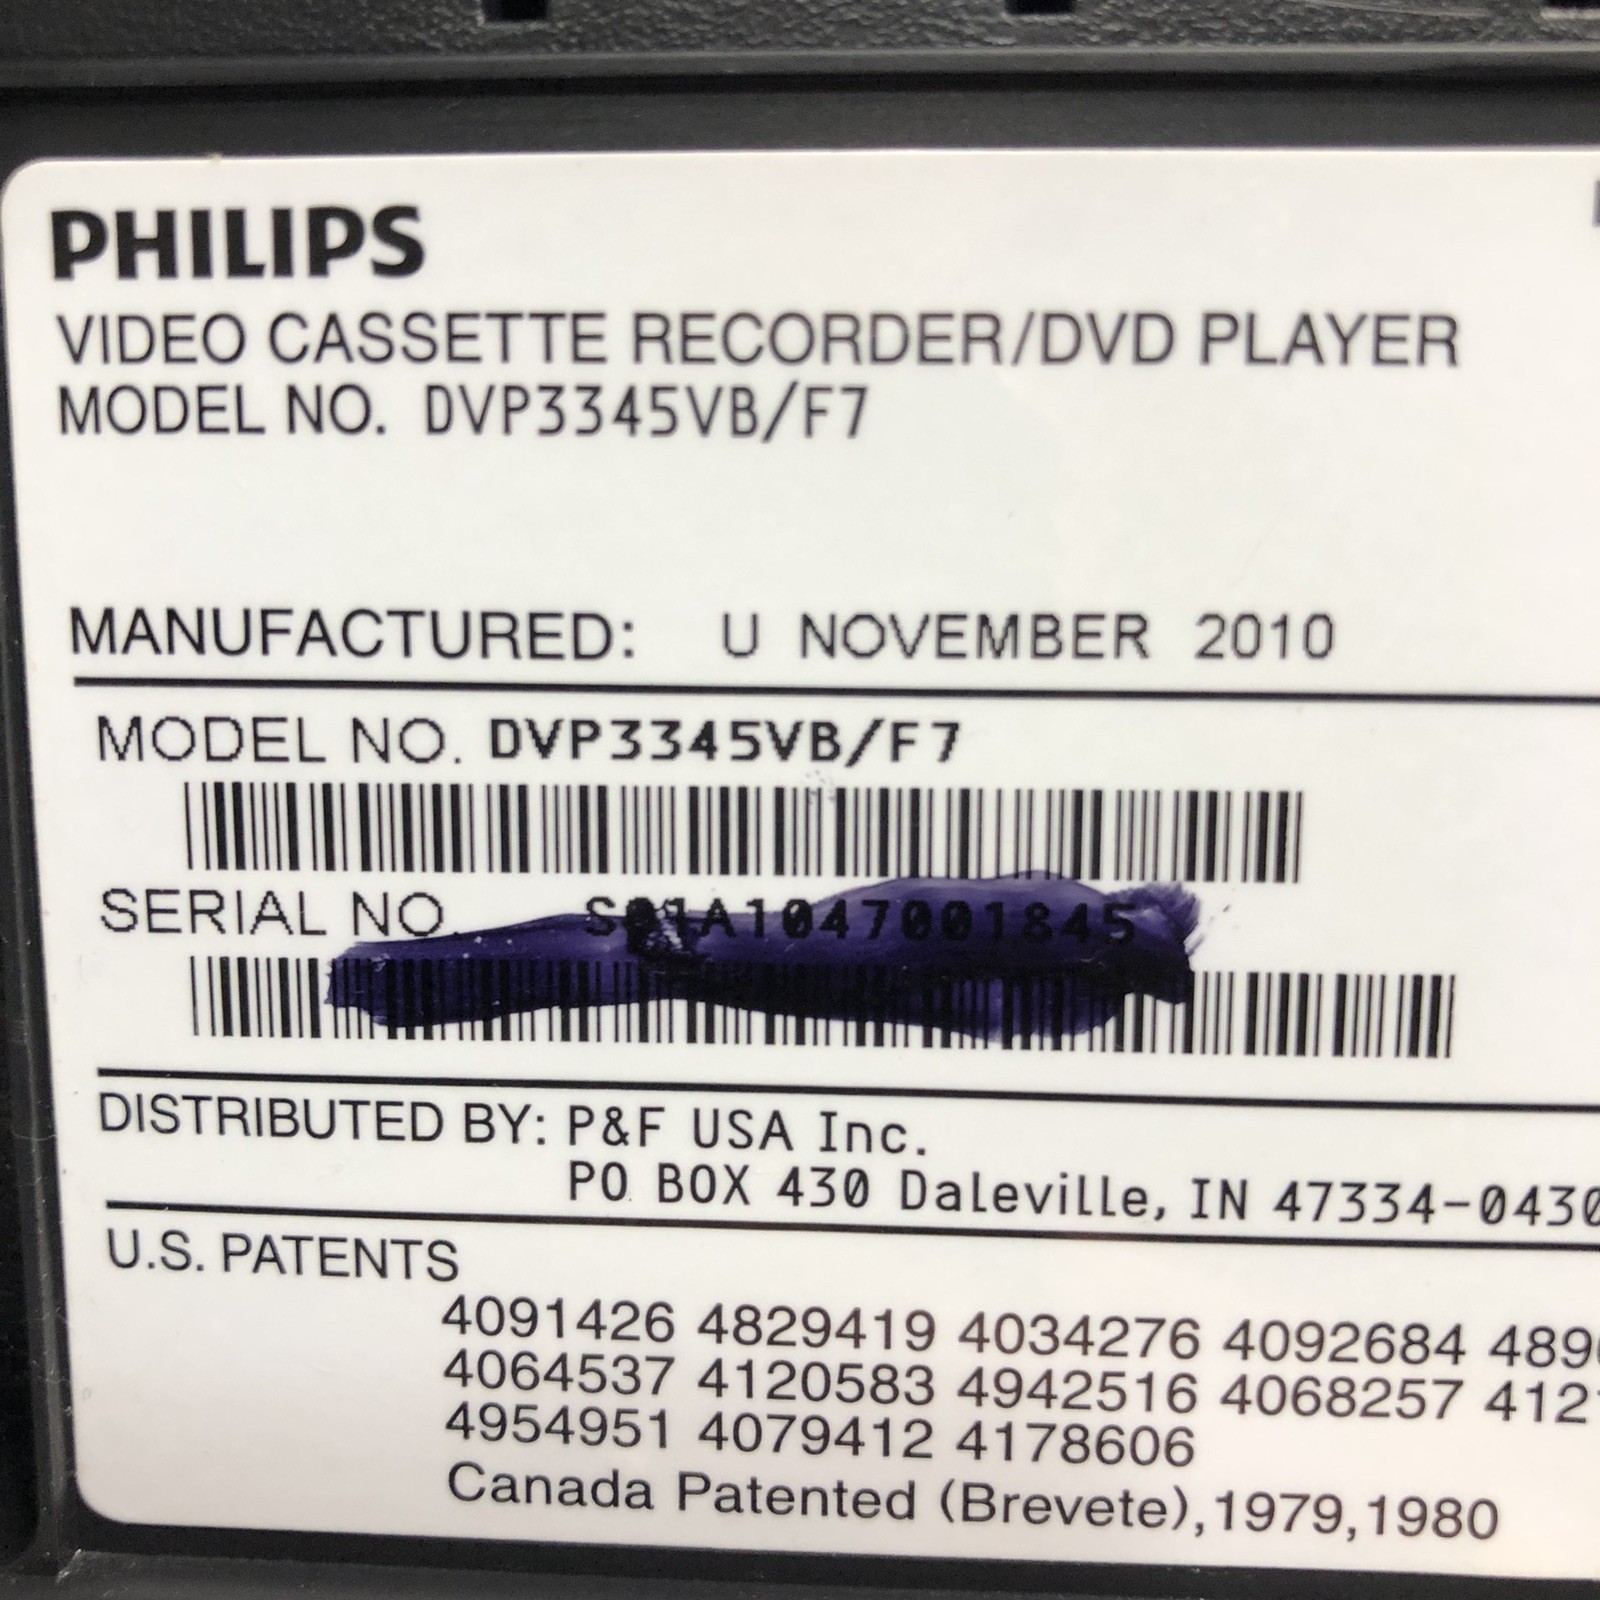 PHILIPS
VIDEO CASSETTE RECORDER/DVD PLAYER
MODEL NO. DVP3345VB/F7
MANUFACTURED: U NOVEMBER 2010
MODEL NO. DVP3345VB/F7
SERIAL NO.
DISTRIBUTED BY: P&F USA Inc.
PO BOX 430 Daleville, IN 47334-0430
U.S. PATENTS
4091426 4829419 4034276 4092684
4064537 4120583 4942516 4068257
4954951 4079412 4178606
Canada Patented (Brevete),1979,1980